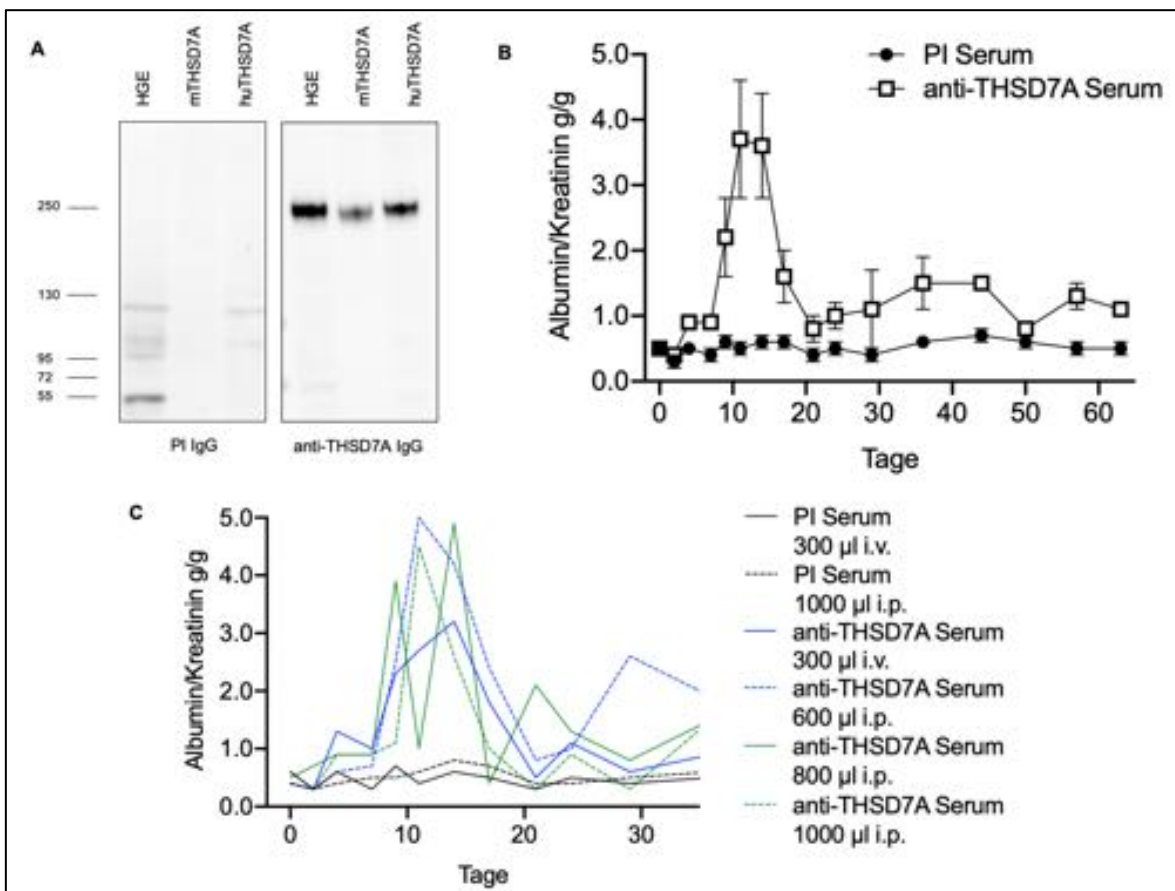 A
HGE
mTHSD7A
huTHSD7A
HGE
mTHSD7A
huTHSD7A
250
130
95
72
55
PI IgG
anti-THSD7A IgG
B
PI Serum
anti-THSD7A Serum
Albumin/Kreatinin g/g
5.0
4.0
3.0
2.0
1.0
0.0
0
10
20
30
40
50
60
Tage
C
Albumin/Kreatinin g/g
5.0
4.0
3.0
2.0
1.0
0.0
0
10
20
30
Tage
PI Serum
300 µl i.v.
PI Serum
1000 µl i.p.
anti-THSD7A Serum
300 µl i.v.
anti-THSD7A Serum
600 µl i.p.
anti-THSD7A Serum
800 µl i.p.
anti-THSD7A Serum
1000 µl i.p.